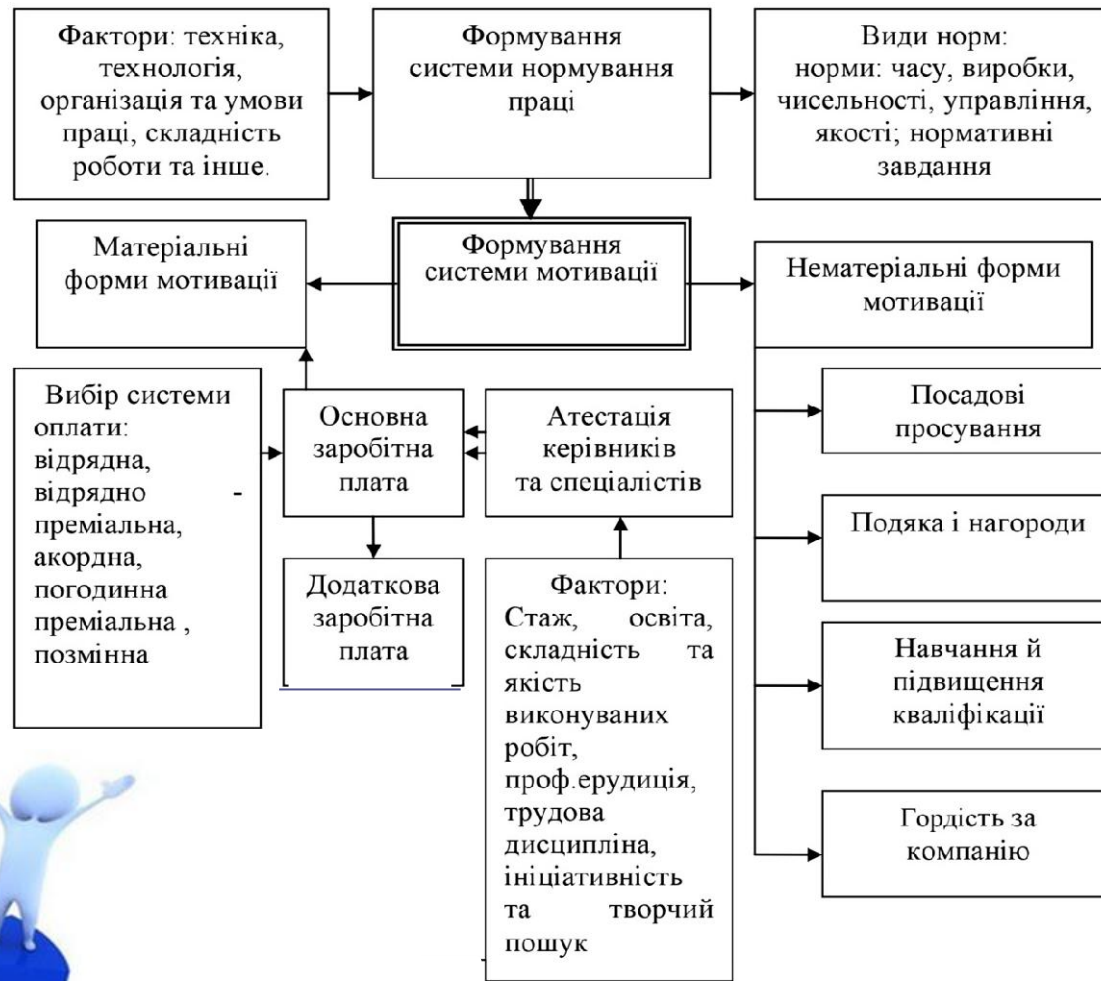 Фактори: техніка,
технологія,
організація та умови
праці, складність
роботи та інше.
Формування
системи нормування
праці
Види норм:
норми: часу, виробки,
чисельності, управління,
якості; нормативні
завдання
Матеріальні
форми мотивації
Формування
системи мотивації
Нематеріальні форми
мотивації
Вибір системи
оплати:
відрядна,
відрядно -
преміальна,
акордна,
погодинна
преміальна ,
позмінна
Основна
заробітна
плата
Атестація
керівників
та спеціалістів
Посадові
просування
Подяка і нагороди
Додаткова
заробітна
плата
Фактори:
Стаж, освіта,
складність та
якість
виконуваних
робіт,
проф.ерудиція,
трудова
дисципліна,
ініціативність
та творчий
пошук
Навчання й
підвищення
кваліфікації
Гордість за
компанію